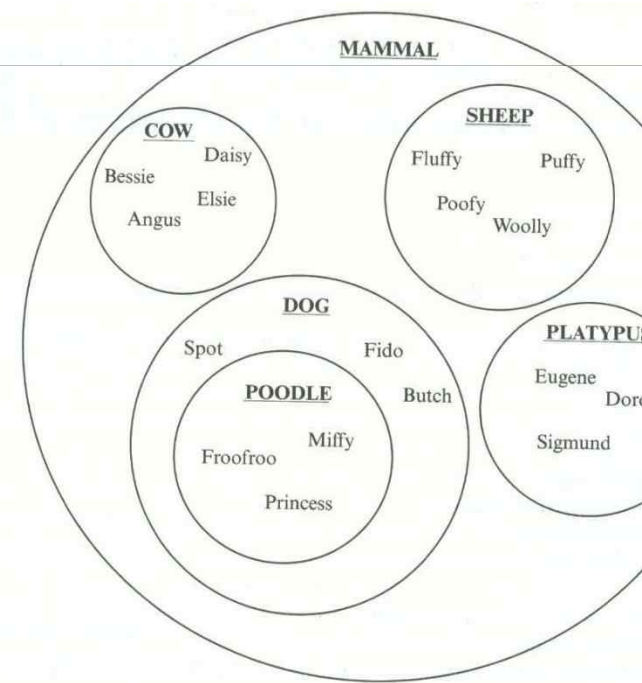 MAMMAL
COW
Daisy
Bessie
Elsie
Angus
SHEEP
Fluffy
Puffy
Poofy
Woolly
DOG
Spot
Fido
Butch
POODLE
Miffy
Froofroo
Princess
Eugene
Sigmund